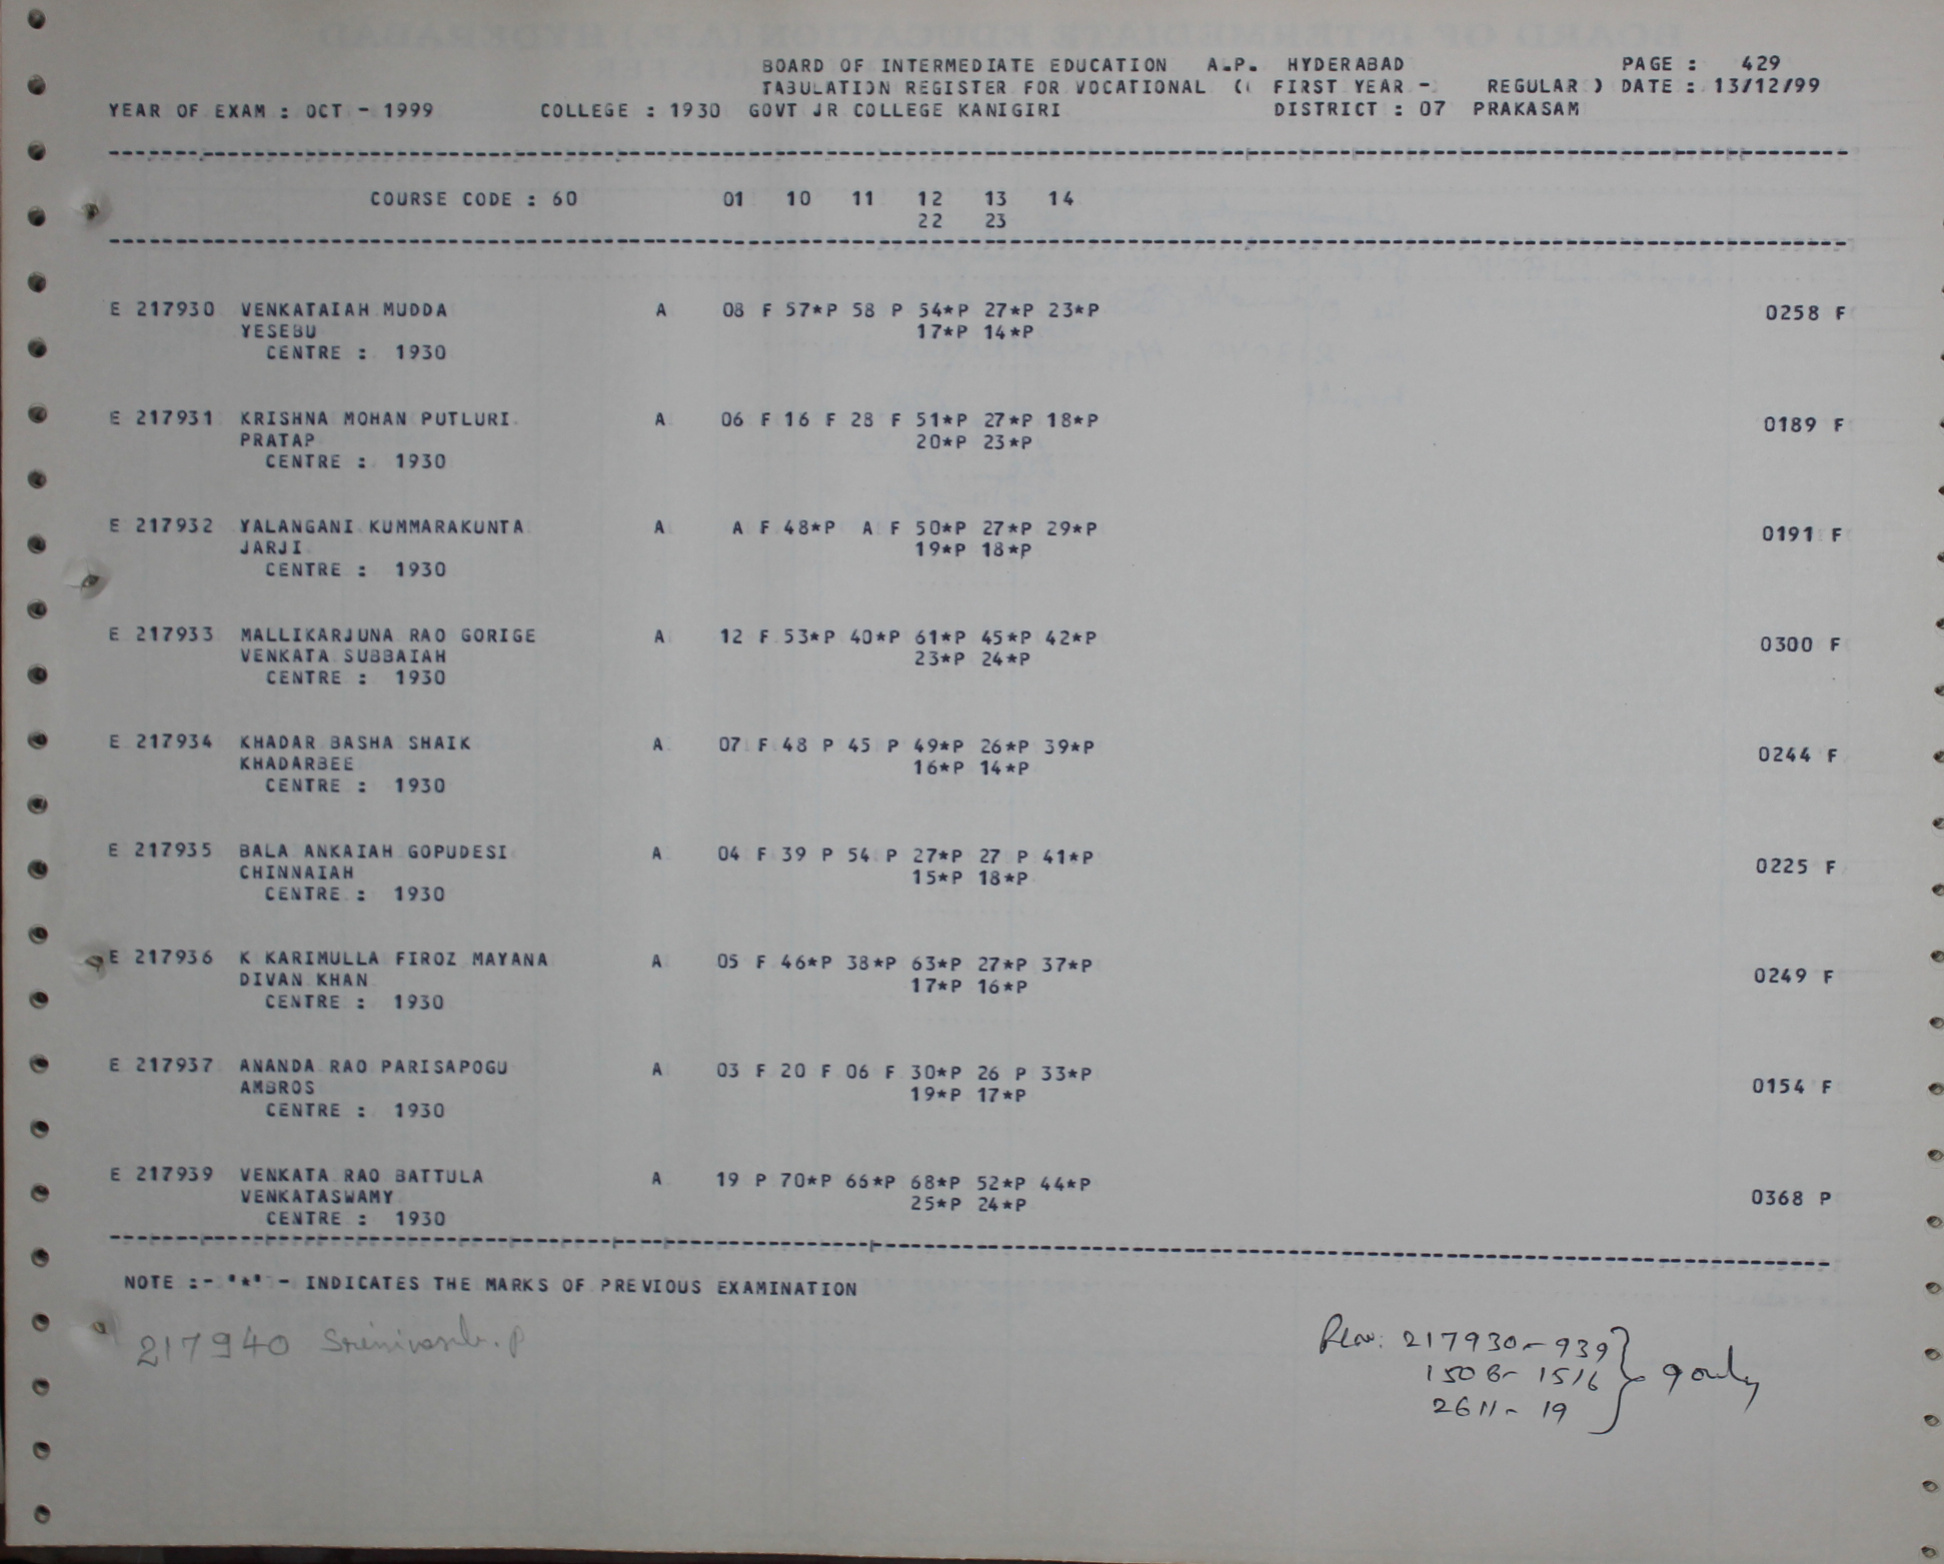 BOARD OF INTERMEDIATE EDUCATION A.P. HYDERABAD PAGE : 429
TABULATION REGISTER FOR VOCATIONAL ( FIRST YEAR - REGULAR ) DATE : 13/12/99
YEAR OF EXAM : OCT - 1999 COLLEGE : 1930 GOVT JR COLLEGE KANIGIRI DISTRICT : 07 PRAKASAM
COURSE CODE : 60 01 10 11 12 13 14
22 23
E 217930 VENKATAIAH MUDDA A 08 F 57*P 58 P 54*P 27*P 23*P 0258 F
YESEBU 17*P 14*P
CENTRE : 1930
E 217931 KRISHNA MOHAN PUTLURI A 06 F 16 F 28 F 51*P 27*P 18*P 0189 F
PRATAP 20*P 23*P
CENTRE : 1930
E 217932 YALANGANI KUMMARAKUNTA A A F 48*P A F 50*P 27*P 29*P 0191 F
JARJI 19*P 18*P
CENTRE : 1930
E 217933 MALLIKARJUNA RAO GORIGE A 12 F 53*P 40*P 61*P 45*P 42*P 0300 F
VENKATA SUBBAIAH 23*P 24*P
CENTRE : 1930
E 217934 KHADAR BASHA SHAIK A 07 F 48 P 45 P 49*P 26*P 39*P 0244 F
KHADARBEE 16*P 14*P
CENTRE : 1930
E 217935 BALA ANKAIAH GOPUDESI A 04 F 39 P 54 P 27*P 27 P 41*P 0225 F
CHINNAIAH 15*P 18*P
CENTRE : 1930
E 217936 K KARIMULLA FIROZ MAYANA A 05 F 46*P 38*P 63*P 27*P 37*P 0249 F
DIVAN KHAN 17*P 16*P
CENTRE : 1930
E 217937 ANANDA RAO PARISAPOGU A 03 F 20 F 06 F 30*P 26 P 33*P 0154 F
AMBROS 19*P 17*P
CENTRE : 1930
E 217939 VENKATA RAO BATTULA A 19 P 70*P 66*P 68*P 52*P 44*P 0368 P
VENKATASWAMY 25*P 24*P
CENTRE : 1930
NOTE :- "*" - INDICATES THE MARKS OF PREVIOUS EXAMINATION
217940
217930 - 939
1508 - 1516 9 only
2611 - 19